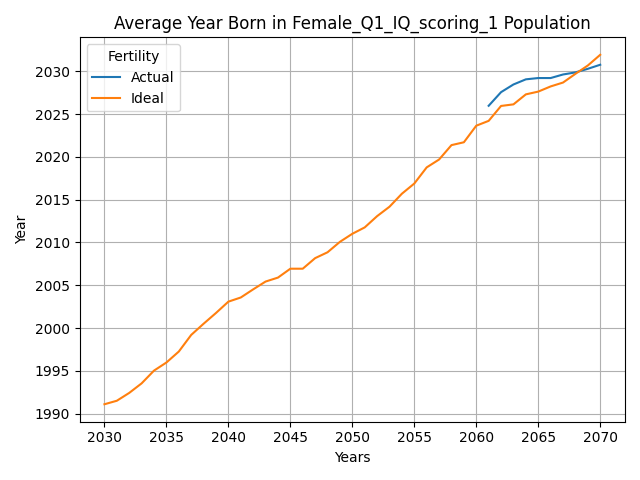 Average Year Born in Female_Q1_IQ_scoring_1 Population
Fertility
Actual
Ideal
Year
2030
2025
2020
2015
2010
2005
2000
1995
1990
2030 2035 2040 2045 2050 2055 2060 2065 2070
Years